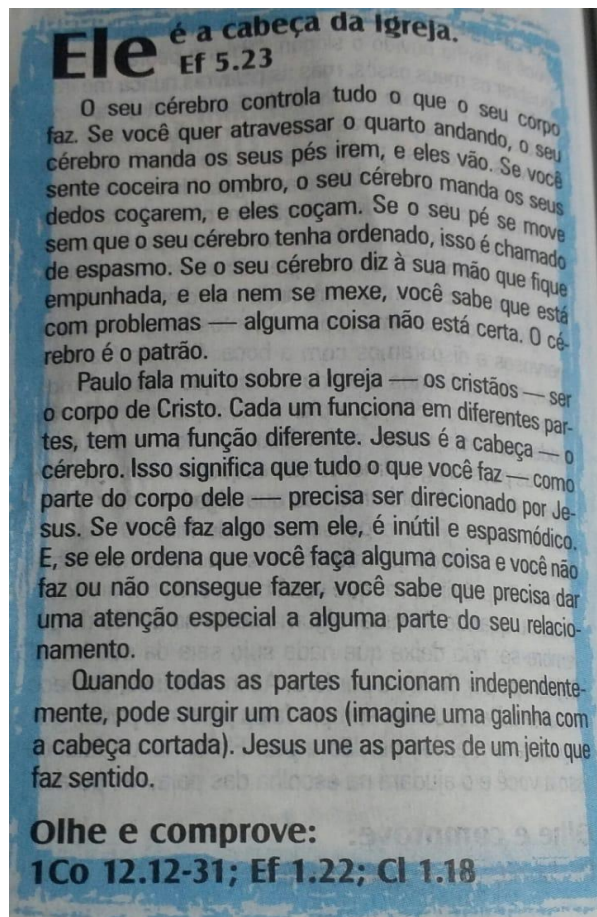 Ele é a cabeça da Igreja.
Ef 5.23
O seu cérebro controla tudo o que o seu corpo
faz. Se você quer atravessar o quarto andando, o seu
cérebro manda os seus pés irem, e eles vão. Se você
sente coceira no ombro, o seu cérebro manda os seus
dedos coçarem, e eles coçam. Se o seu pé se move
sem que o seu cérebro tenha ordenado, isso é chamado
de espasmo. Se o seu cérebro diz à sua mão que fique
empunhada, e ela nem se mexe, você sabe que está
com problemas — alguma coisa não está certa. O cé-
rebro é o patrão.
Paulo fala muito sobre a Igreja — os cristãos — ser
o corpo de Cristo. Cada um funciona em diferentes par-
tes, tem uma função diferente. Jesus é a cabeça — o
cérebro. Isso significa que tudo o que você faz — como
parte do corpo dele — precisa ser direcionado por Je-
sus. Se você faz algo sem ele, é inútil e espasmódico.
E, se ele ordena que você faça alguma coisa e você não
faz ou não consegue fazer, você sabe que precisa dar
uma atenção especial a alguma parte do seu relacio-
namento.
Quando todas as partes funcionam independente-
mente, pode surgir um caos (imagine uma galinha com
a cabeça cortada). Jesus une as partes de um jeito que
faz sentido.
Olhe e comprove:
1Co 12.12-31; Ef 1.22; Cl 1.18